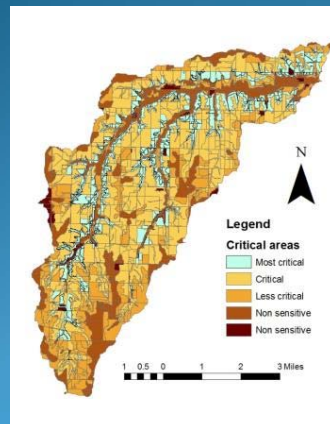 N
Legend
Critical areas
Most critical
Critical
Less critical
Non sensitive
Non sensitive
1 0.5 0 1 2 3 Miles